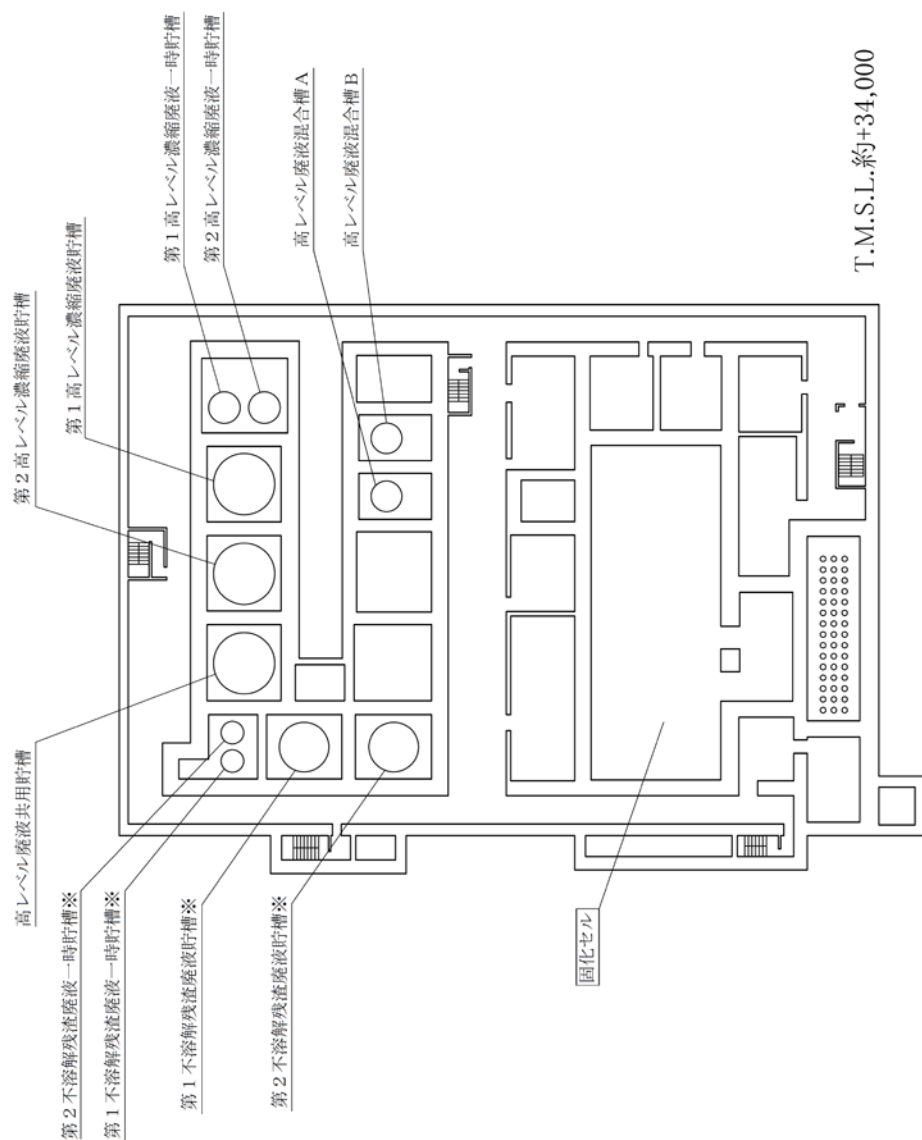 第２不溶解残渣廃液一時貯槽※
第１不溶解残渣廃液一時貯槽※
第１不溶解残渣廃液貯槽※
第２不溶解残渣廃液貯槽※
高レベル廃液共用貯槽
第２高レベル濃縮廃液貯槽
第１高レベル濃縮廃液貯槽
第１高レベル濃縮廃液一時貯槽
第２高レベル濃縮廃液一時貯槽
高レベル廃液混合槽A
高レベル廃液混合槽B
固化セル
T.M.S.L.約+34,000